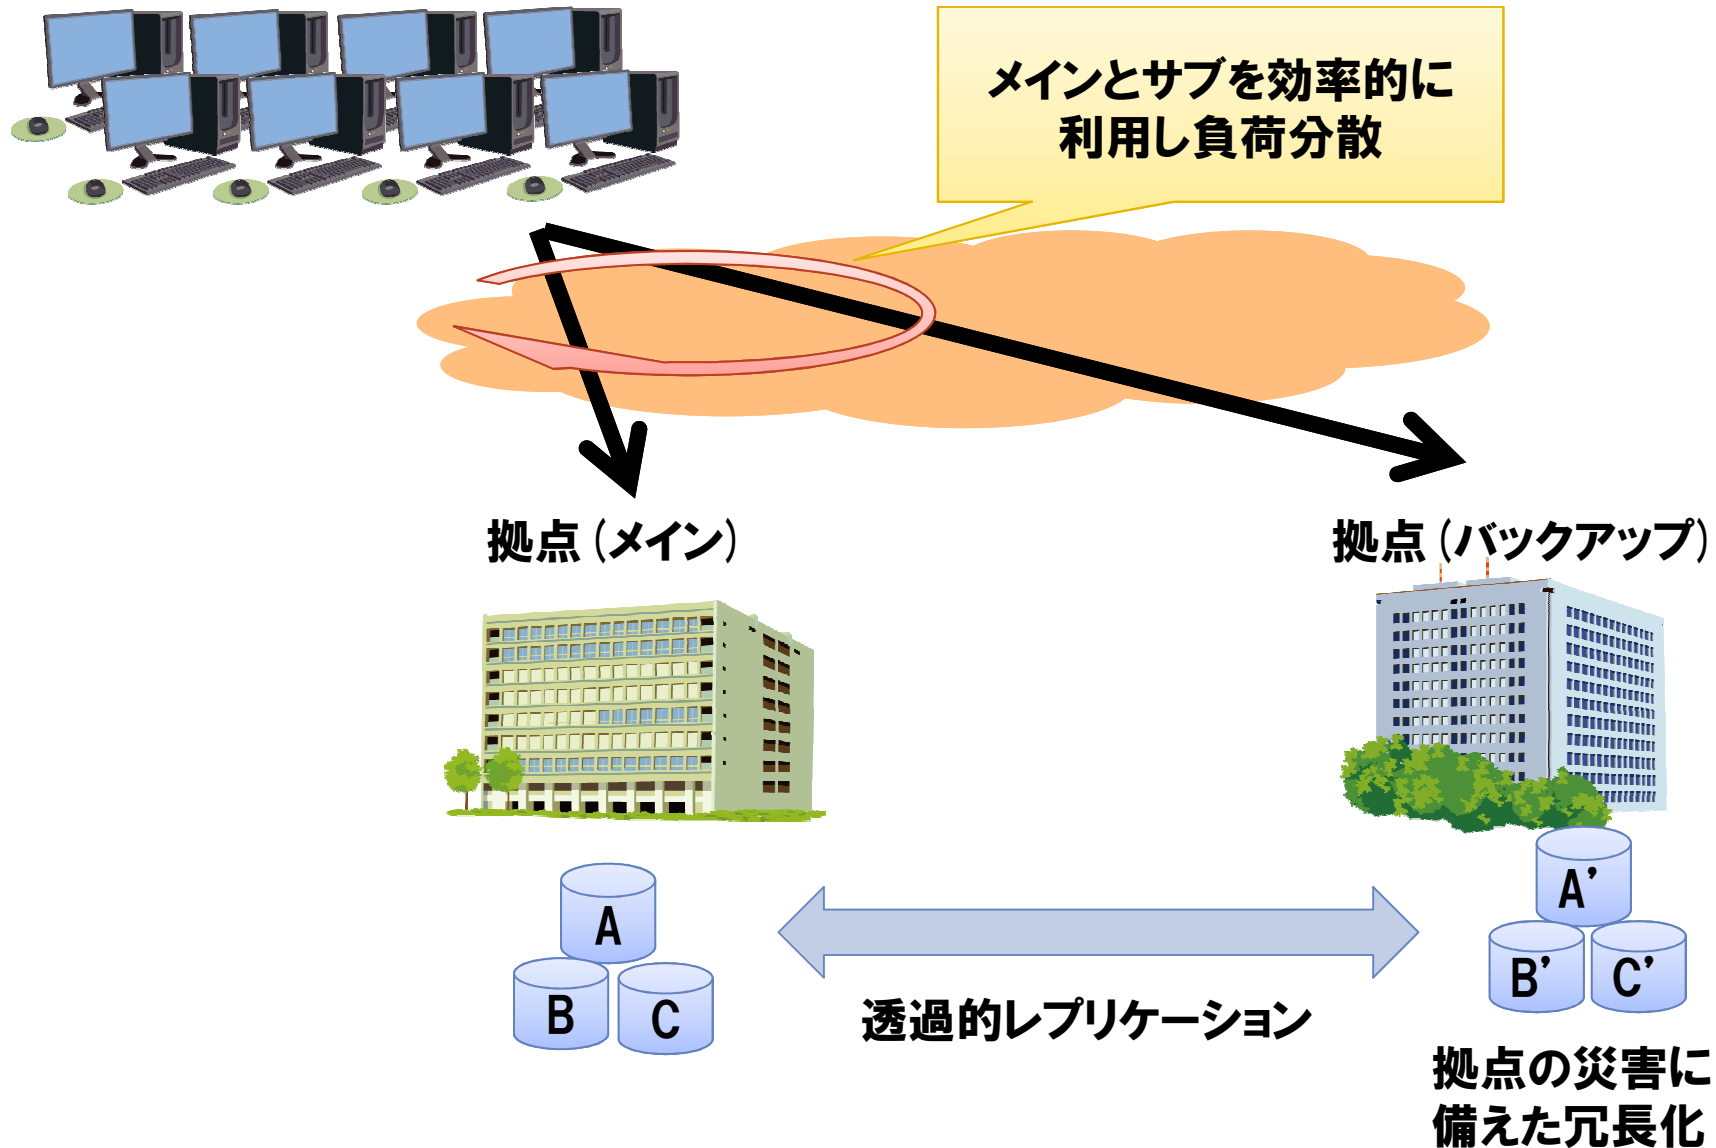 メインとサブを効率的に
利用し負荷分散
拠点(メイン)
拠点(バックアップ)
A
B
C
A’
B’
C’
透過的レプリケーション
拠点の災害に
備えた冗長化